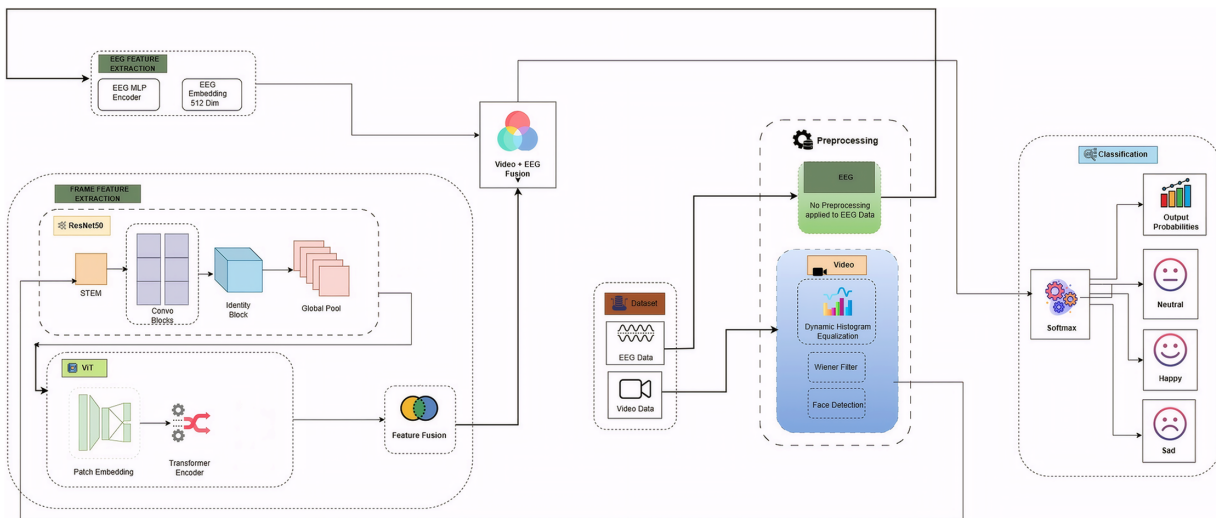 EEG FEATURE
EXTRACTION
EEG MLP
Encoder
EEG
Embedding
512 Dim
Video + EEG
Fusion
FRAME FEATURE
EXTRACTION
ResNet50
STEM
Convo
Blocks
Identity
Block
Global Pool
ViT
Patch Embedding
Transformer
Encoder
Feature Fusion
Dataset
EEG Data
Video Data
Preprocessing
EEG
No Preprocessing
applied to EEG Data
Video
Dynamic Histogram
Equalization
Wiener Filter
Face Detection
Classification
Softmax
Output
Probabilities
Neutral
Happy
Sad